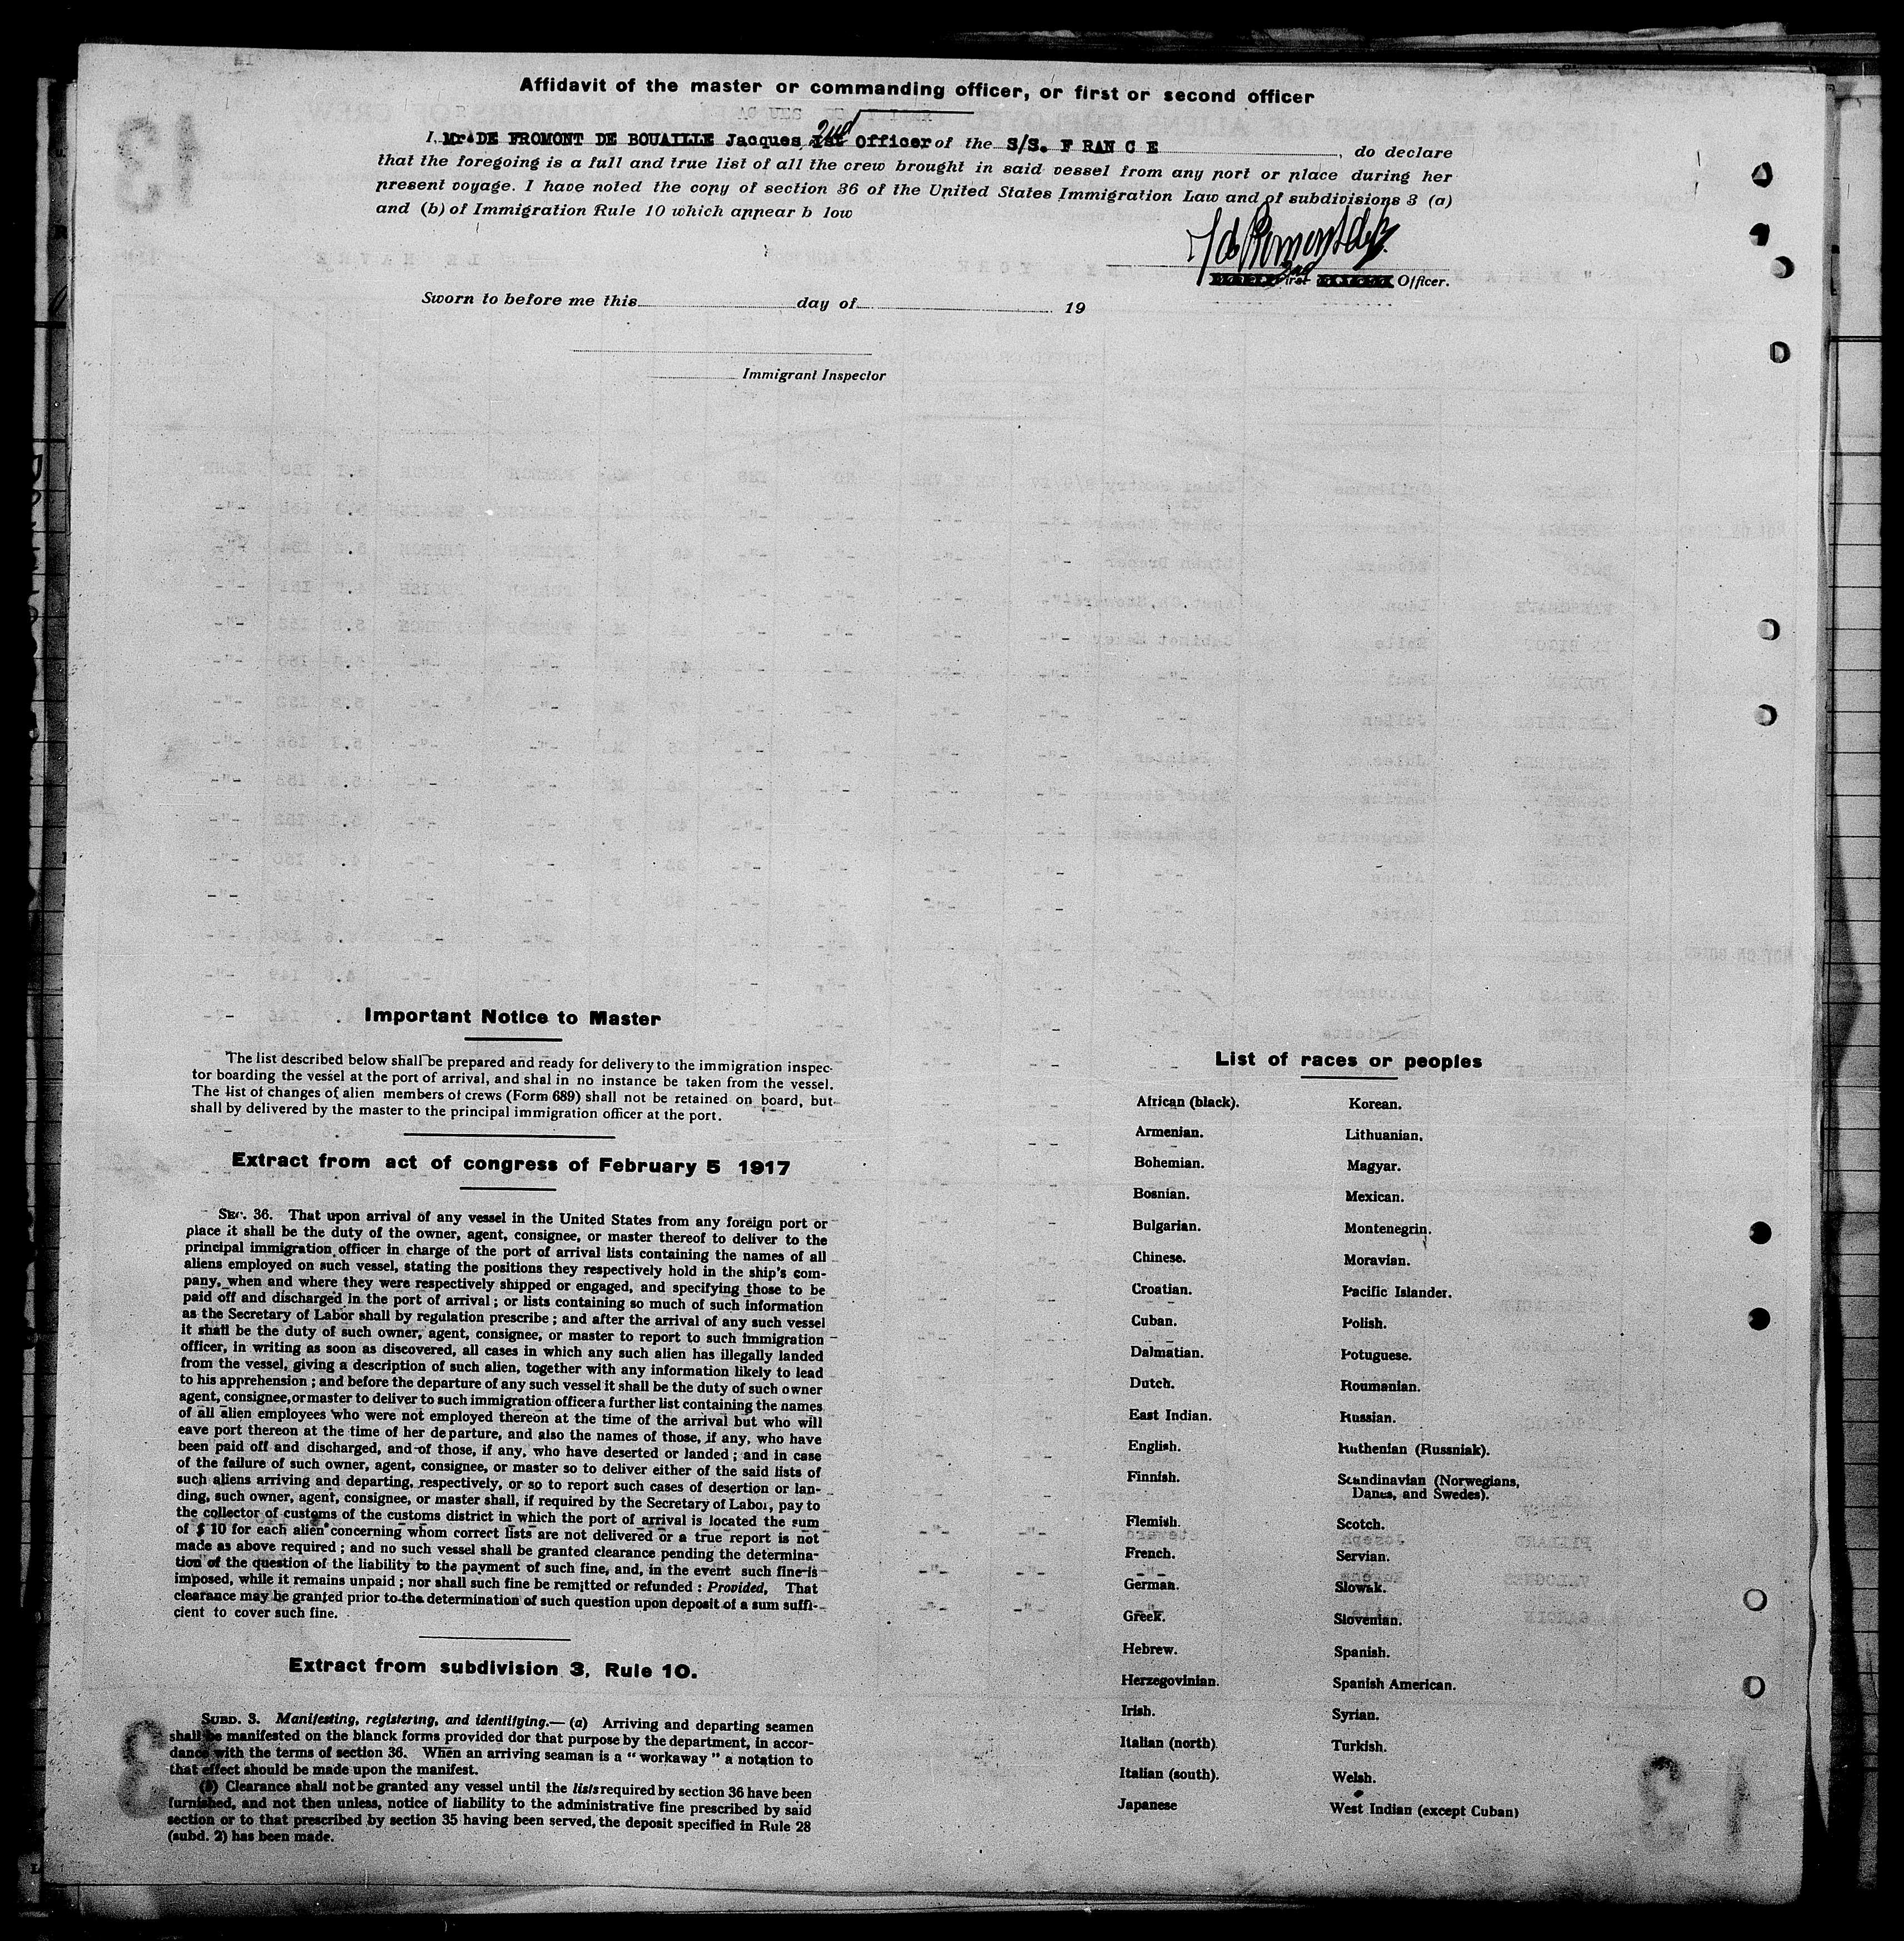 Affidavit of the master or commanding officer, or first or second officer
I, Mr. DE FROMONT DE BOUAILLE Jacques, 2nd 1st Officer of the S/S. F RAN C E, do declare
that the foregoing is a full and true list of all the crew brought in said vessel from any port or place during her
present voyage. I have noted the copy of section 36 of the United States Immigration Law and of subdivisions 3 (a)
and (b) of Immigration Rule 10 which appear b low
2nd
First Officer.
Sworn to before me this day of 19
Immigrant Inspector
Important Notice to Master
The list described below shall be prepared and ready for delivery to the immigration inspec-
tor boarding the vessel at the port of arrival, and shal in no instance be taken from the vessel.
The list of changes of alien members of crews (Form 689) shall not be retained on board, but
shall by delivered by the master to the principal immigration officer at the port.
Extract from act of congress of February 5 1917
SEC. 36. That upon arrival of any vessel in the United States from any foreign port or
place it shall be the duty of the owner, agent, consignee, or master thereof to deliver to the
principal immigration officer in charge of the port of arrival lists containing the names of all
aliens employed on such vessel, stating the positions they respectively hold in the ship's com-
pany, when and where they were respectively shipped or engaged, and specifying those to be
paid off and discharged in the port of arrival ; or lists containing so much of such information
as the Secretary of Labor shall by regulation prescribe ; and after the arrival of any such vessel
it shall be the duty of such owner, agent, consignee, or master to report to such immigration
officer, in writing as soon as discovered, all cases in which any such alien has illegally landed
from the vessel, giving a description of such alien, together with any information likely to lead
to his apprehension ; and before the departure of any such vessel it shall be the duty of such owner
agent, consignee, or master to deliver to such immigration officer a further list containing the names
of all alien employees who were not employed thereon at the time of the arrival but who will
eave port thereon at the time of her departure, and also the names of those, if any, who have
been paid off and discharged, and of those, if any, who have deserted or landed ; and in case
of the failure of such owner, agent, consignee, or master so to deliver either of the said lists of
such aliens arriving and departing, respectively, or so to report such cases of desertion or lan-
ding, such owner, agent, consignee, or master shall, if required by the Secretary of Labor, pay to
the collector of customs of the customs district in which the port of arrival is located the sum
of $ 10 for each alien concerning whom correct lists are not delivered or a true report is not
made as above required ; and no such vessel shall be granted clearance pending the determina-
tion of the question of the liability to the payment of such fine, and, in the event such fine is
imposed, while it remains unpaid ; nor shall such fine be remitted or refunded : Provided, That
clearance may be granted prior to the determination of such question upon deposit of a sum suffi-
cient to cover such fine.
Extract from subdivision 3, Rule 10.
SUBD. 3. Manifesting, registering, and identifying.— (a) Arriving and departing seamen
shall be manifested on the blanck forms provided dor that purpose by the department, in accor-
dance with the terms of section 36. When an arriving seaman is a " workaway " a notation to
that effect should be made upon the manifest.
(b) Clearance shall not be granted any vessel until the lists required by section 36 have been
furnished, and not then unless, notice of liability to the administrative fine prescribed by said
section or to that prescribed by section 35 having been served, the deposit specified in Rule 28
(subd. 2) has been made.
List of races or peoples
African (black). Korean.
Armenian. Lithuanian.
Bohemian. Magyar.
Bosnian. Mexican.
Bulgarian. Montenegrin.
Chinese. Moravian.
Croatian. Pacific Islander.
Cuban. Polish.
Dalmatian. Potuguese.
Dutch. Roumanian.
East Indian. Russian.
English. Ruthenian (Russniak).
Finnish. Scandinavian (Norwegians,
Danes, and Swedes).
Flemish. Scotch.
French. Servian.
German. Slowak.
Greek. Slovenian.
Hebrew. Spanish.
Herzegovinian. Spanish American.
Irish. Syrian.
Italian (north) Turkish.
Italian (south). Welsh.
Japanese West Indian (except Cuban)